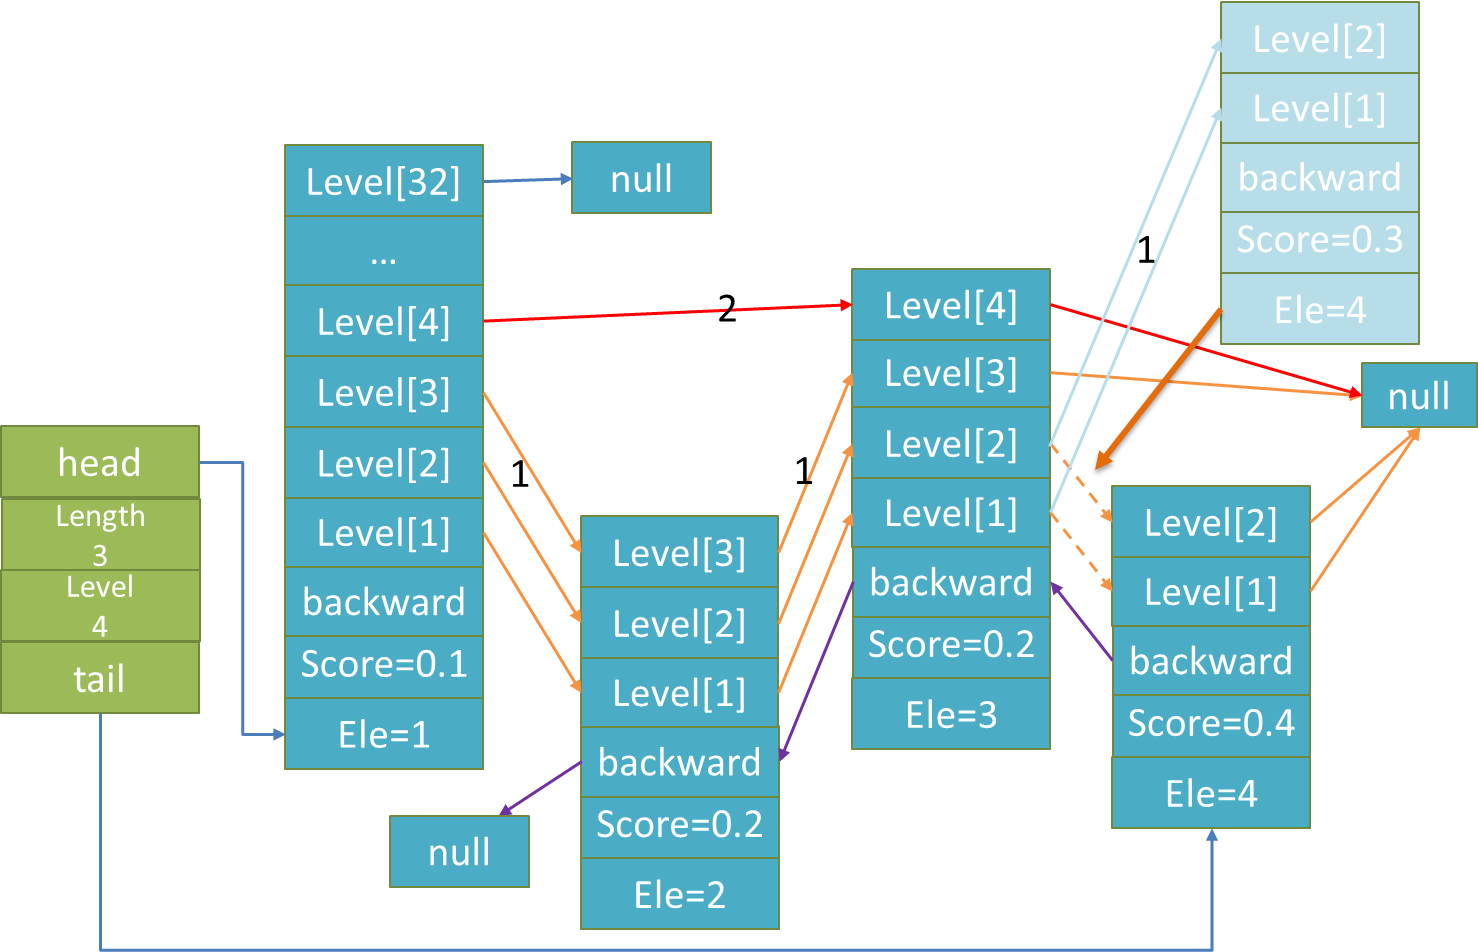 head
Length
3
Level
4
tail
Level[32]
...
Level[4]
Level[3]
Level[2]
Level[1]
backward
Score=0.1
Ele=1
null
2
1
Level[3]
Level[2]
Level[1]
backward
Score=0.2
Ele=2
null
1
Level[4]
Level[3]
Level[2]
Level[1]
backward
Score=0.2
Ele=3
1
Level[2]
Level[1]
backward
Score=0.3
Ele=4
null
Level[2]
Level[1]
backward
Score=0.4
Ele=4